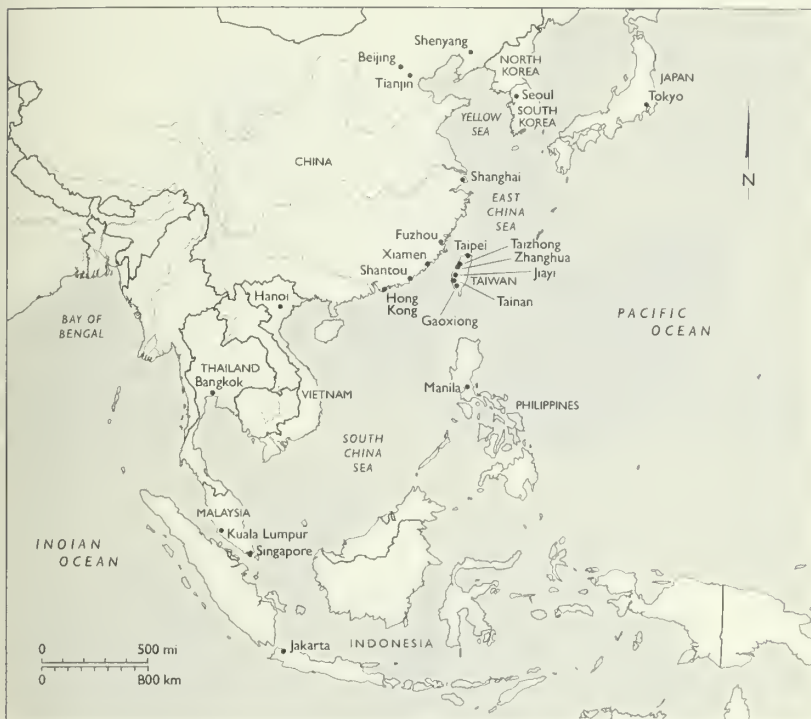 Shenyang
Beijing
Tianjin
NORTH
KOREA
JAPAN
Seoul
Tokyo
SOUTH
KOREA
YELLOW
SEA
N
CHINA
Shanghai
EAST
CHINA
SEA
Fuzhou
Taipei
Taizhong
Xiamen
Zhanghua
Shantou
TAIWAN
Jiayi
Hanoi
Hong
Kong
Tainan
Gaoxiong
BAY OF
BENGAL
PACIFIC
OCEAN
THAILAND
Bangkok
VIETNAM
Manila
PHILIPPINES
SOUTH
CHINA
SEA
MALAYSIA
Kuala Lumpur
Singapore
INDIAN
OCEAN
INDONESIA
Jakarta
0 500 mi
0 800 km